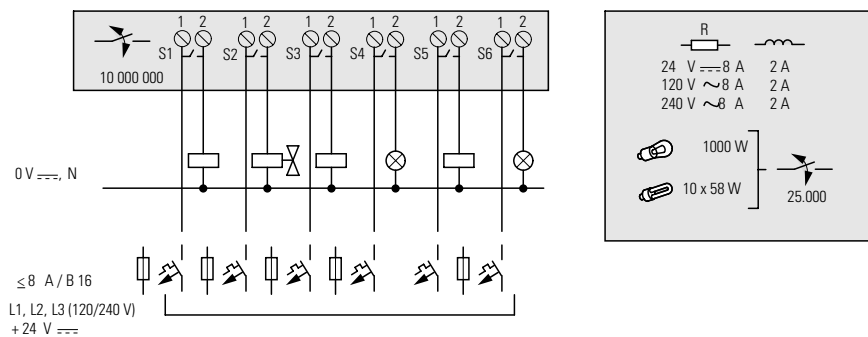 1 2 1 2 1 2 1 2 1 2 1 2
S1 S2 S3 S4 S5 S6
10 000 000
0 V ⎓, N
≤ 8 A / B 16
L1, L2, L3 (120/240 V)
+ 24 V ⎓
R
24 V ⎓ 8 A 2 A
120 V ~ 8 A 2 A
240 V ~ 8 A 2 A
1000 W
10 x 58 W
25.000